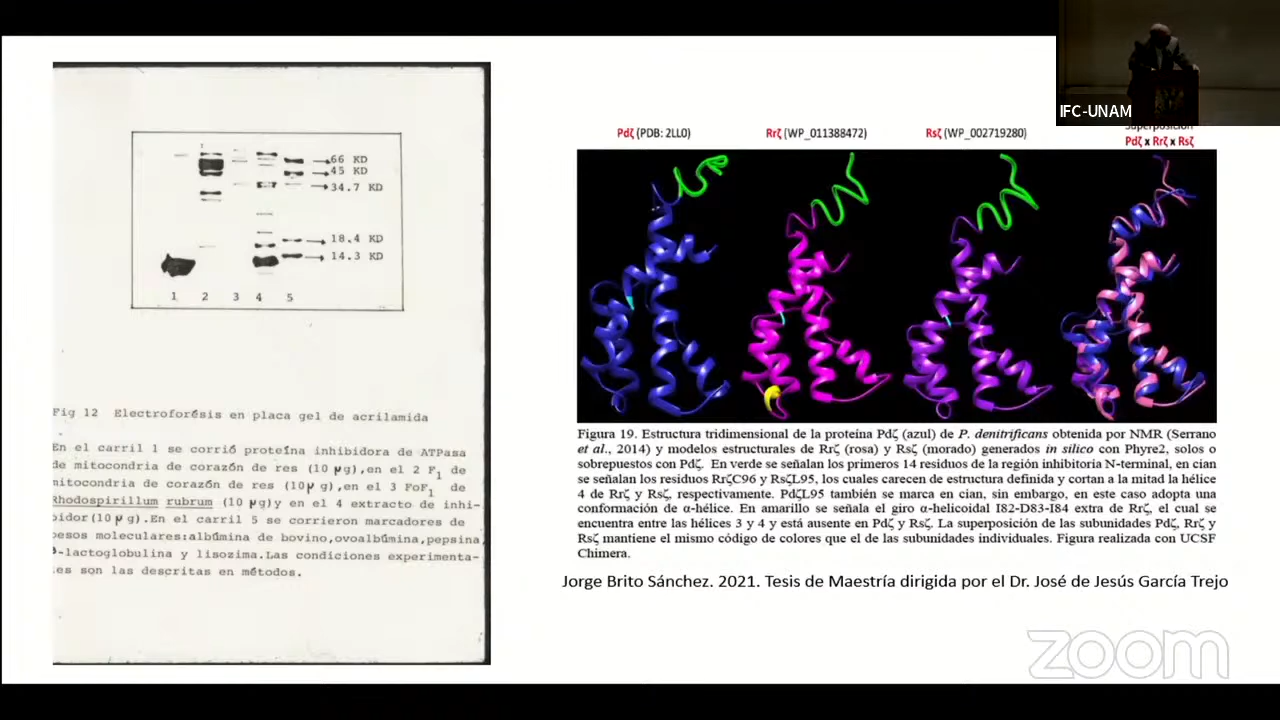 IFC-UNAM
66 KD
45 KD
34.7 KD
18.4 KD
14.3 KD
1 2 3 4 5
Fig 12 Electroforésis en placa gel de acrilamida
En el carril 1 se corrió proteína inhibidora de ATPasa
de mitocondria de corazón de res (10 μg),en el 2 F1 de
mitocondria de corazón de res (10μg),en el 3 FoF1 de
Rhodospirillum rubrum (10 μg)y en el 4 extracto de inhi-
bidor(10 μg).En el carril 5 se corrieron marcadores de
pesos moleculares:albúmina de bovino,ovoalbúmina,pepsina,
β-lactoglobulina y lisozima.Las condiciones experimenta-
les son las descritas en métodos.
Pdζ (PDB: 2LL0)
Rrζ (WP_011388472)
Rsζ (WP_002719280)
Superposición
Pdζ x Rrζ x Rsζ
Figura 19. Estructura tridimensional de la proteína Pdζ (azul) de P. denitrificans obtenida por NMR (Serrano
et al., 2014) y modelos estructurales de Rrζ (rosa) y Rsζ (morado) generados in silico con Phyre2, solos o
sobrepuestos con Pdζ. En verde se señalan los primeros 14 residuos de la región inhibitoria N-terminal, en cian
se señalan los residuos RrζC96 y RsζL95, los cuales carecen de estructura definida y cortan a la mitad la hélice
4 de Rrζ y Rsζ, respectivamente. PdζL95 también se marca en cian, sin embargo, en este caso adopta una
conformación de α-hélice. En amarillo se señala el giro α-helicoidal I82-D83-I84 extra de Rrζ, el cual se
encuentra entre las hélices 3 y 4 y está ausente en Pdζ y Rsζ. La superposición de las subunidades Pdζ, Rrζ y
Rsζ mantiene el mismo código de colores que el de las subunidades individuales. Figura realizada con UCSF
Chimera.
Jorge Brito Sánchez. 2021. Tesis de Maestría dirigida por el Dr. José de Jesús García Trejo
zoom